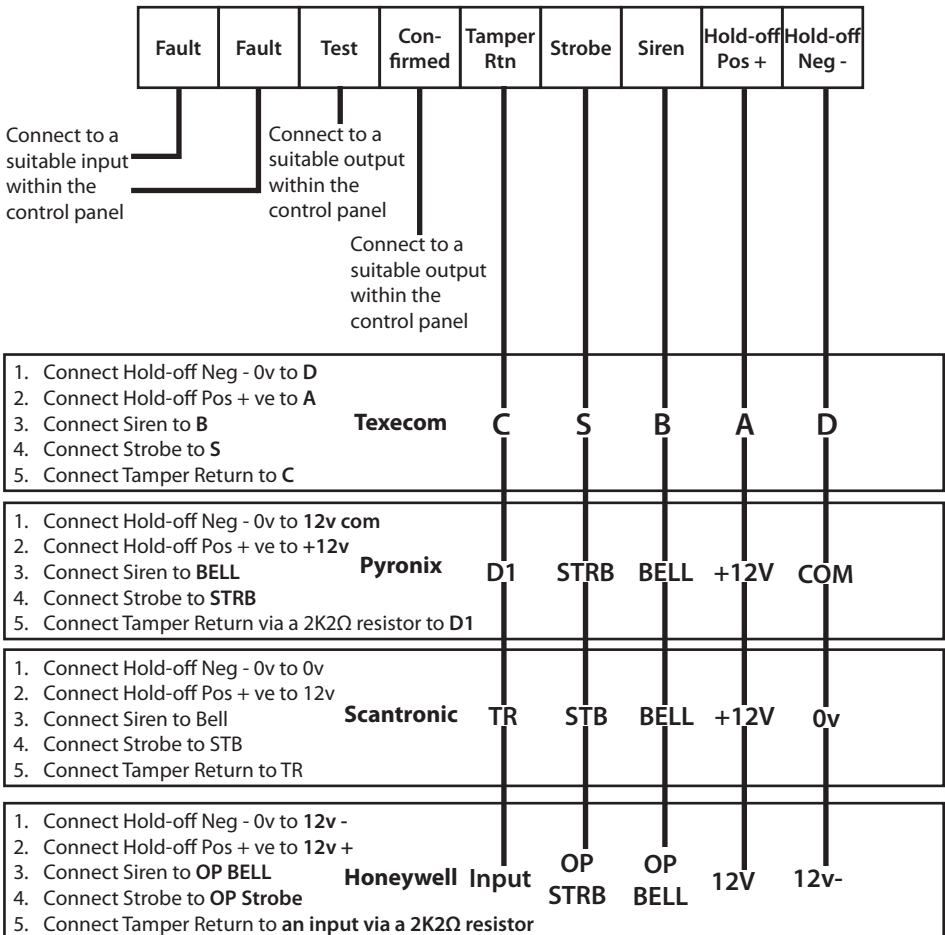 Fault Fault Test Con-firmed Tamper Rtn Strobe Siren Hold-off Pos + Hold-off Neg -
Connect to a
suitable input
within the
control panel
Connect to a
suitable output
within the
control panel
Connect to a
suitable output
within the
control panel
1. Connect Hold-off Neg - 0v to D
2. Connect Hold-off Pos + ve to A
3. Connect Siren to B
4. Connect Strobe to S
5. Connect Tamper Return to C
Texecom C S B A D
1. Connect Hold-off Neg - 0v to 12v com
2. Connect Hold-off Pos + ve to +12v
3. Connect Siren to BELL
4. Connect Strobe to STRB
5. Connect Tamper Return via a 2K2Ω resistor to D1
Pyronix D1 STRB BELL +12V COM
1. Connect Hold-off Neg - 0v to 0v
2. Connect Hold-off Pos + ve to 12v
3. Connect Siren to Bell
4. Connect Strobe to STB
5. Connect Tamper Return to TR
Scantronic TR STB BELL +12V 0v
1. Connect Hold-off Neg - 0v to 12v -
2. Connect Hold-off Pos + ve to 12v +
3. Connect Siren to OP BELL
4. Connect Strobe to OP Strobe
5. Connect Tamper Return to an input via a 2K2Ω resistor
Honeywell Input OP STRB OP BELL 12V 12v-